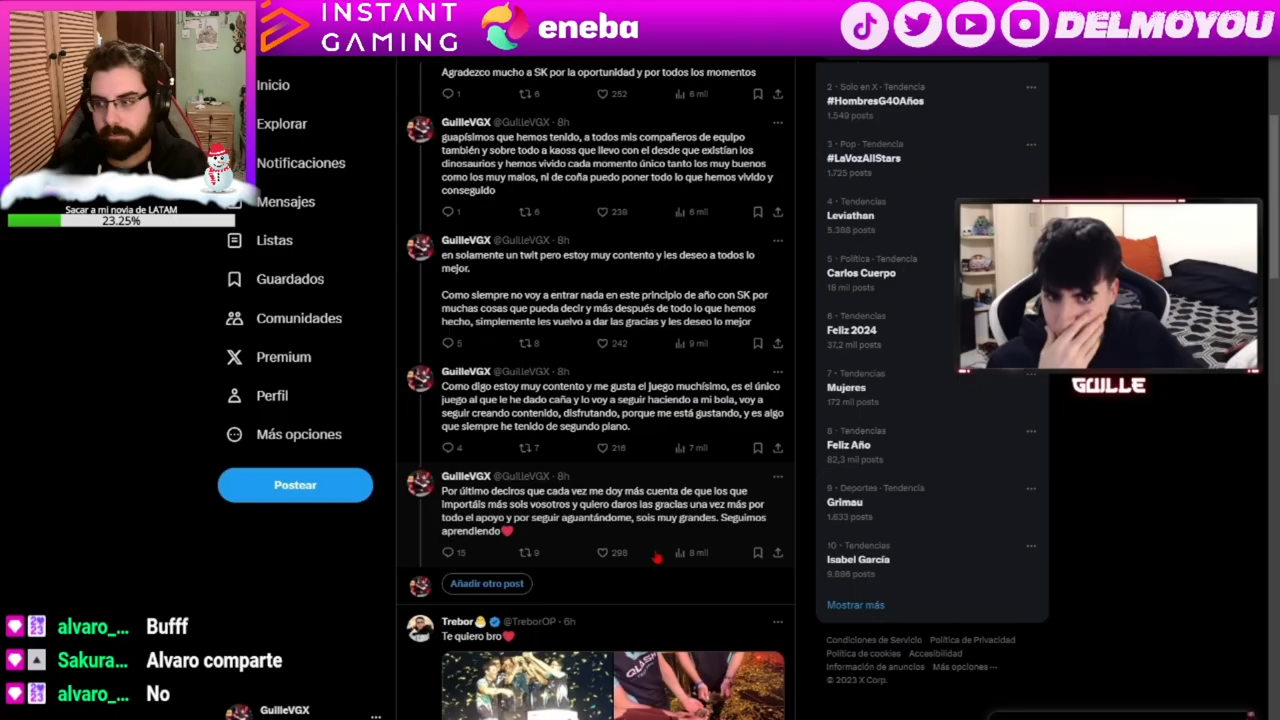 INSTANT GAMING
eneba
DELMOYOU
Sacar a mi novia de LATAM
23.25%
Inicio
Explorar
Notificaciones
Mensajes
Listas
Guardados
Comunidades
Premium
Perfil
Más opciones
Postear
Agradezco mucho a SK por la oportunidad y por todos los momentos
1 6 252 6 mil
GuilleVGX @GuilleVGX · 8h
guapísimos que hemos tenido, a todos mis compañeros de equipo
también y sobre todo a kaoss que llevo con el desde que existían los
dinosaurios y hemos vivido cada momento único tanto los muy buenos
como los muy malos, ni de coña puedo poner todo lo que hemos vivido y
conseguido
1 6 238 6 mil
GuilleVGX @GuilleVGX · 8h
en solamente un twit pero estoy muy contento y les deseo a todos lo
mejor.
Como siempre no voy a entrar nada en este principio de año con SK por
muchas cosas que pueda decir y más después de todo lo que hemos
hecho, simplemente les vuelvo a dar las gracias y les deseo lo mejor
5 8 242 9 mil
GuilleVGX @GuilleVGX · 8h
Como digo estoy muy contento y me gusta el juego muchísimo, es el único
juego al que le he dado caña y lo voy a seguir haciendo a mi bola, voy a
seguir creando contenido, disfrutando, porque me está gustando, y es algo
que siempre he tenido de segundo plano.
4 7 216 7 mil
GuilleVGX @GuilleVGX · 8h
Por último deciros que cada vez me doy más cuenta de que los que
importáis más sois vosotros y quiero daros las gracias una vez más por
todo el apoyo y por seguir aguantándome, sois muy grandes. Seguimos
aprendiendo❤️
15 9 298 8 mil
Añadir otro post
Trebor🐣 @TreborOP · 6h
Te quiero bro❤️
2 · Solo en X · Tendencia
#HombresG40Años
1.549 posts
3 · Pop · Tendencia
#LaVozAllStars
1.725 posts
4 · Tendencias
Leviathan
5.388 posts
5 · Política · Tendencia
Carlos Cuerpo
18 mil posts
6 · Tendencias
Feliz 2024
37,2 mil posts
7 · Tendencias
Mujeres
172 mil posts
8 · Tendencias
Feliz Año
82,3 mil posts
9 · Deportes · Tendencia
Grimau
1.633 posts
10 · Tendencias
Isabel García
9.886 posts
Mostrar más
Condiciones de Servicio Política de Privacidad
Política de cookies Accesibilidad
Información de anuncios Más opciones ···
© 2023 X Corp.
GUILLE
alvaro_... Bufff
Sakura... Alvaro comparte
alvaro_... No
GuilleVGX